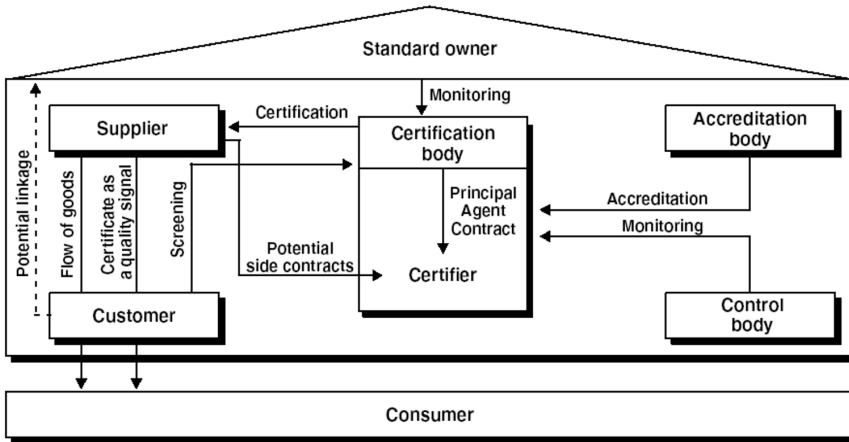 Standard owner
Monitoring
Certification
Supplier
Certification
body
Accreditation
body
Potential linkage
Flow of goods
Certificate as
a quality signal
Screening
Principal
Agent
Contract
Accreditation
Monitoring
Potential
side contracts
Certifier
Customer
Control
body
Consumer